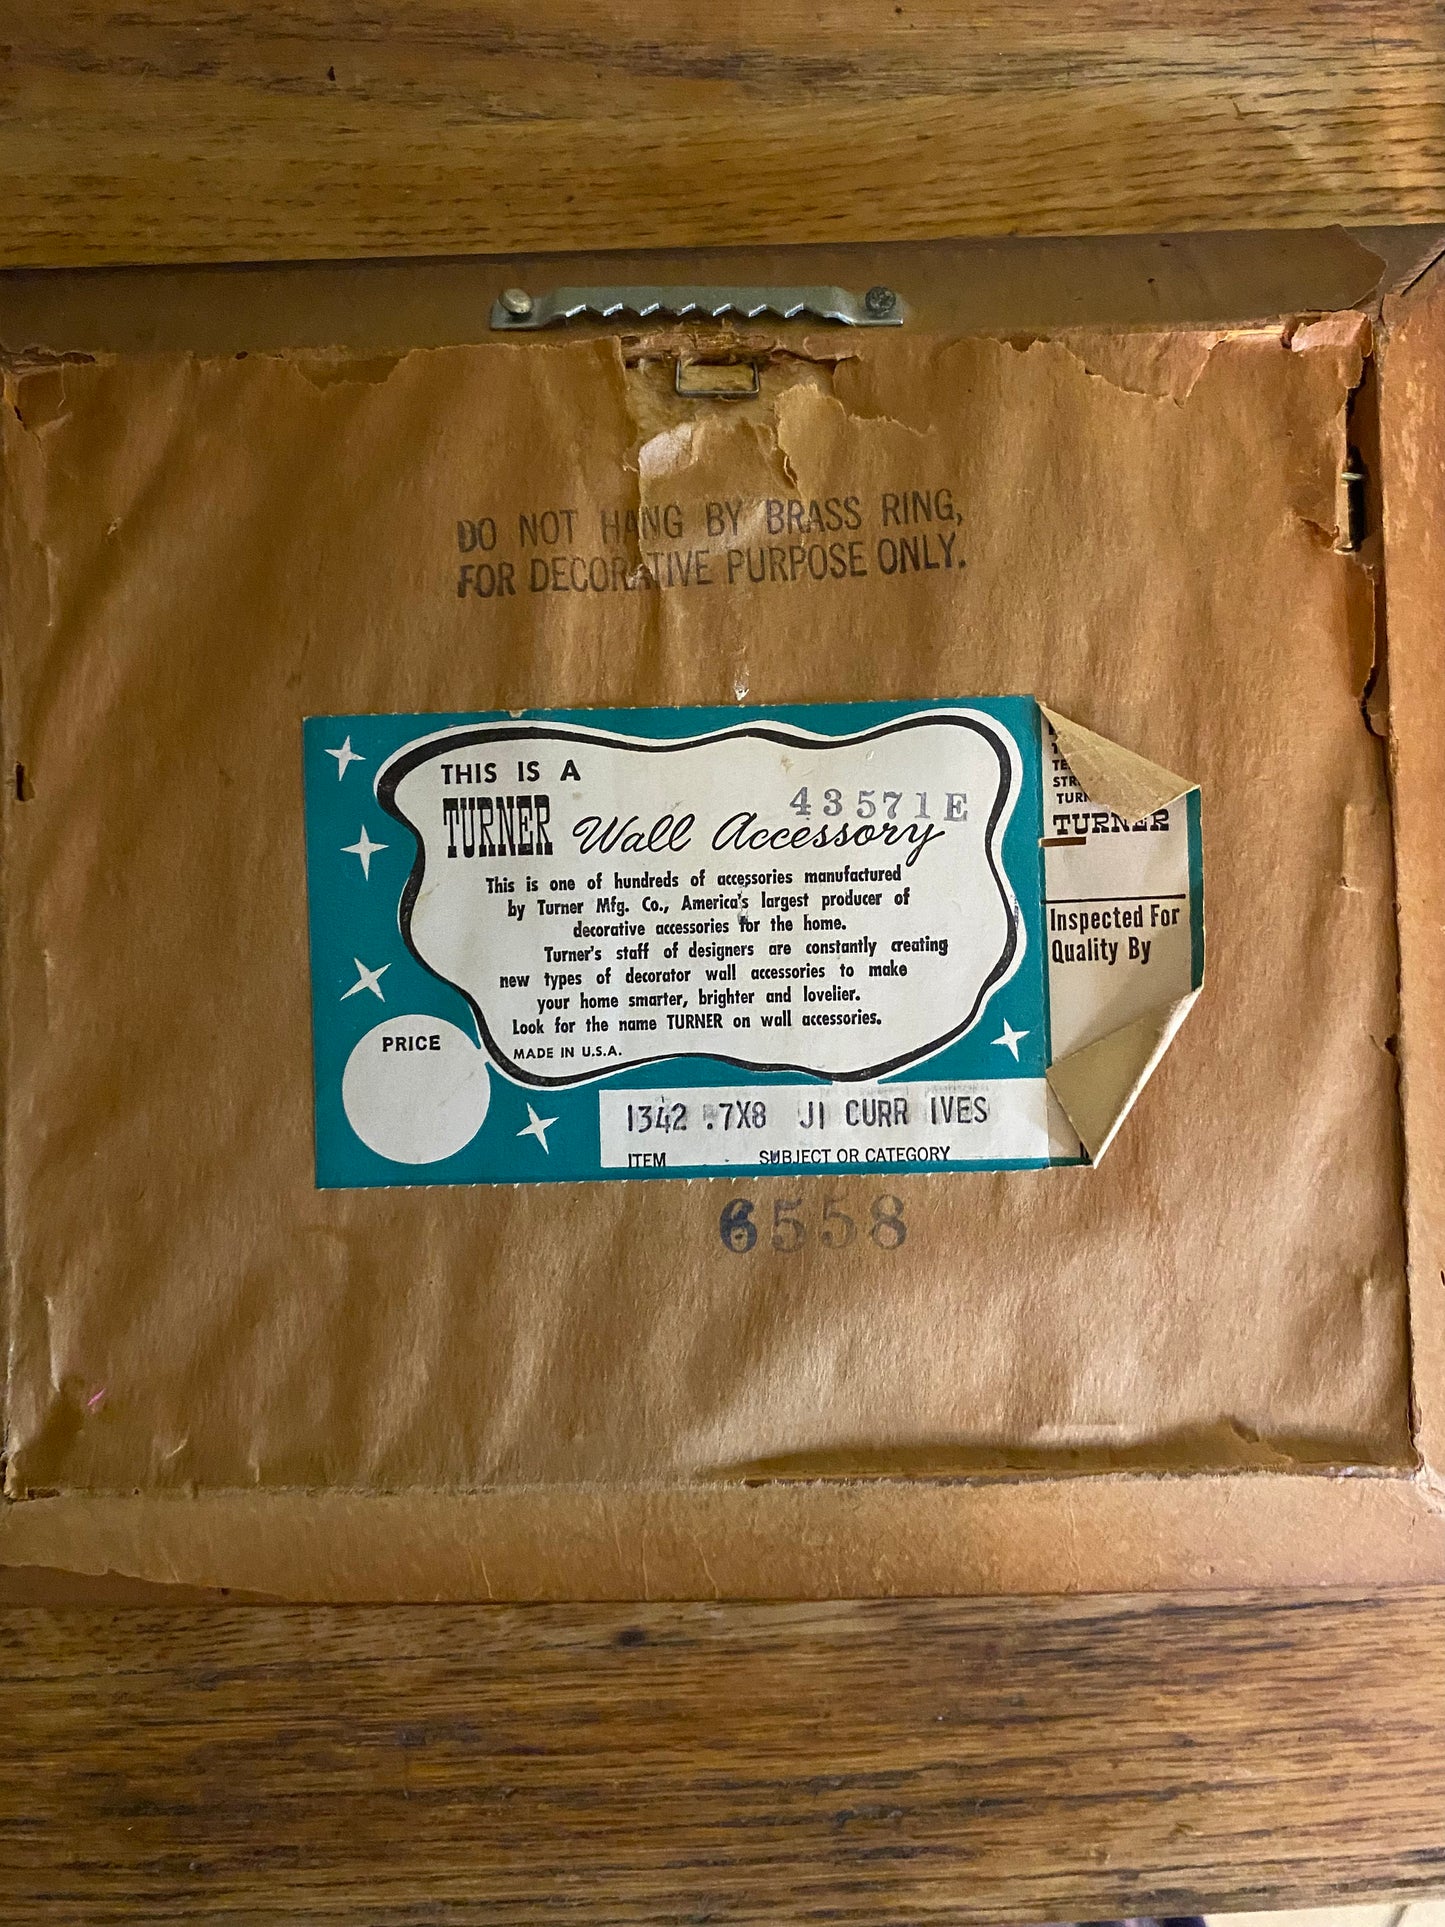 DO NOT HANG BY BRASS RING,
FOR DECORATIVE PURPOSE ONLY.
THIS IS A
43571E
TURNER Wall Accessory
This is one of hundreds of accessories manufactured
by Turner Mfg. Co., America's largest producer of
decorative accessories for the home.
Turner's staff of designers are constantly creating
new types of decorator wall accessories to make
your home smarter, brighter and lovelier.
Look for the name TURNER on wall accessories.
MADE IN U.S.A.
PRICE
1342 .7X8 JI CURR IVES
ITEM SUBJECT OR CATEGORY
TURNER
Inspected For
Quality By
6558